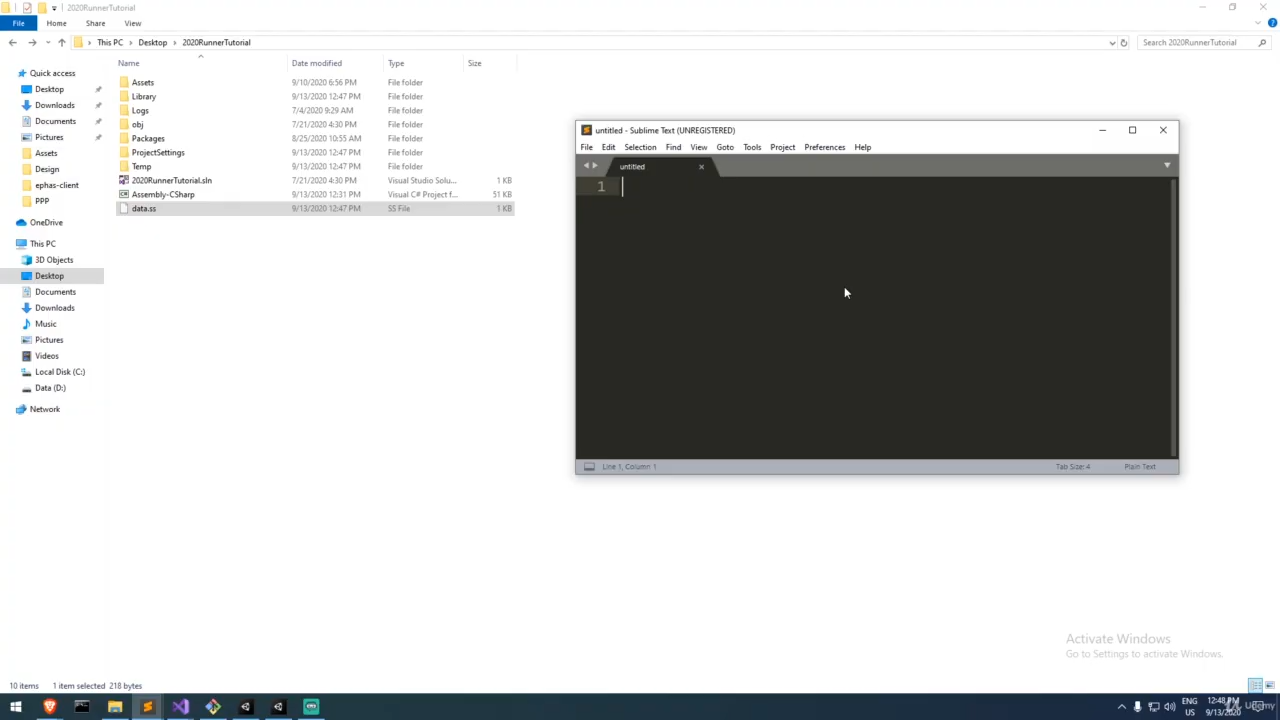 2020RunnerTutorial
File Home Share View
This PC Desktop 2020RunnerTutorial Search 2020RunnerTutorial
Name Date modified Type Size
Assets 9/10/2020 6:56 PM File folder
Library 9/13/2020 12:47 PM File folder
Logs 7/4/2020 9:29 AM File folder
obj 7/21/2020 4:30 PM File folder
Packages 8/25/2020 10:55 AM File folder
ProjectSettings 9/13/2020 12:47 PM File folder
Temp 9/13/2020 12:47 PM File folder
2020RunnerTutorial.sln 7/21/2020 4:30 PM Visual Studio Solu... 1 KB
Assembly-CSharp 9/13/2020 12:31 PM Visual C# Project f... 51 KB
data.ss 9/13/2020 12:47 PM SS File 1 KB
Quick access
Desktop
Downloads
Documents
Pictures
Assets
Design
ephas-client
PPP
OneDrive
This PC
3D Objects
Desktop
Documents
Downloads
Music
Pictures
Videos
Local Disk (C:)
Data (D:)
Network
untitled - Sublime Text (UNREGISTERED)
File Edit Selection Find View Goto Tools Project Preferences Help
untitled
1
Line 1, Column 1 Tab Size: 4 Plain Text
Activate Windows
Go to Settings to activate Windows.
10 items 1 item selected 218 bytes
ENG
US
12:48 PM
9/13/2020
Udemy